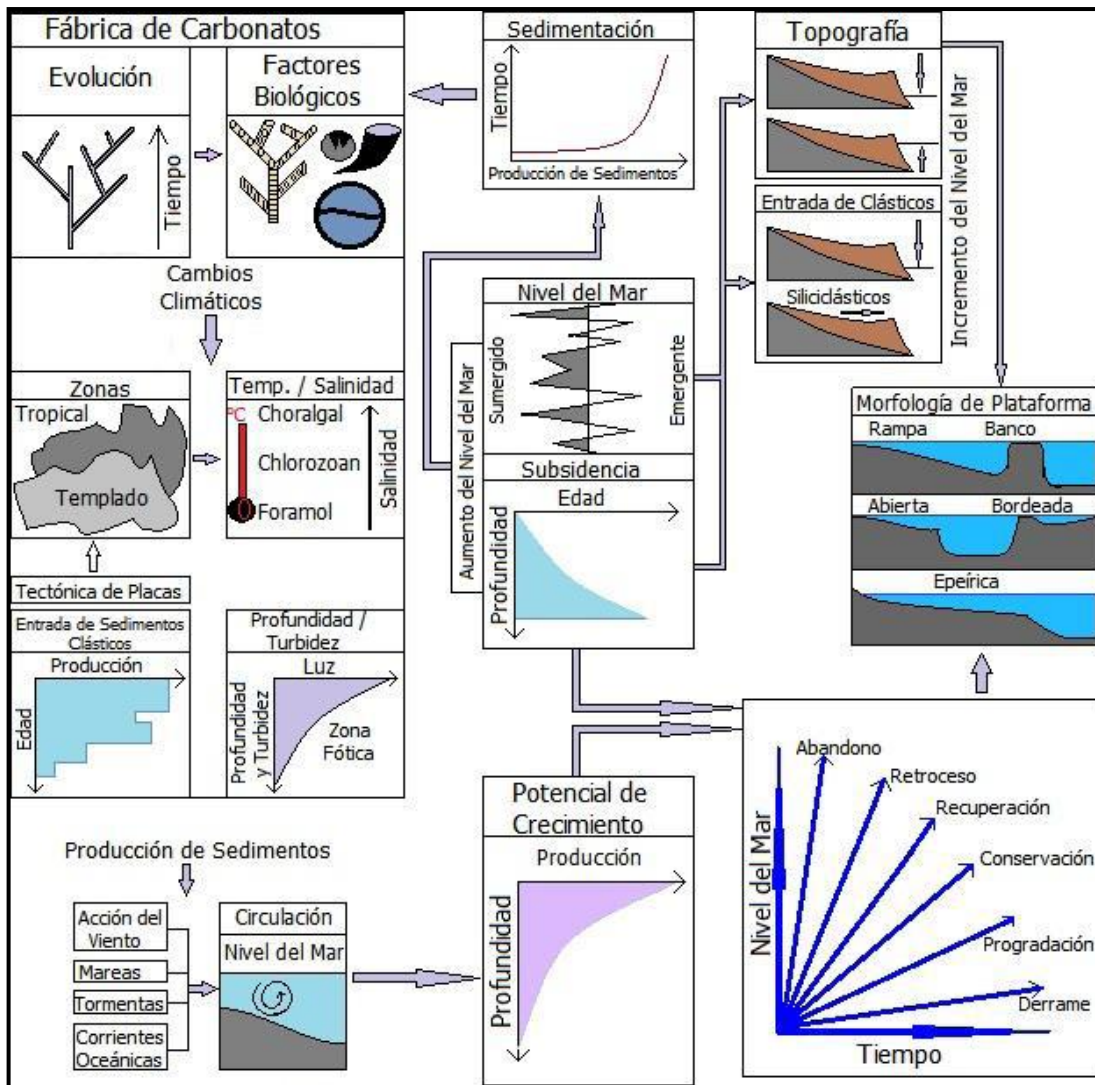 Fábrica de Carbonatos
Evolución
Tiempo
Factores
Biológicos
Cambios
Climáticos
Zonas
Tropical
Templado
Temp. / Salinidad
ºC
Choralgal
Chlorozoan
Foramol
Salinidad
Tectónica de Placas
Entrada de Sedimentos
Clásticos
Producción
Edad
Profundidad /
Turbidez
Luz
Profundidad
y Turbidez
Zona
Fótica
Producción de Sedimentos
Acción del
Viento
Mareas
Tormentas
Corrientes
Oceánicas
Circulación
Nivel del Mar
Sedimentación
Tiempo
Producción de Sedimentos
Nivel del Mar
Sumergido
Emergente
Aumento del Nivel del Mar
Subsidencia
Edad
Profundidad
Potencial de
Crecimiento
Producción
Profundidad
Topografía
Entrada de Clásticos
Siliciclásticos
Incremento del Nivel del Mar
Morfología de Plataforma
Rampa Banco
Abierta Bordeada
Epeírica
Nivel del Mar
Abandono
Retroceso
Recuperación
Conservación
Progradación
Derrame
Tiempo